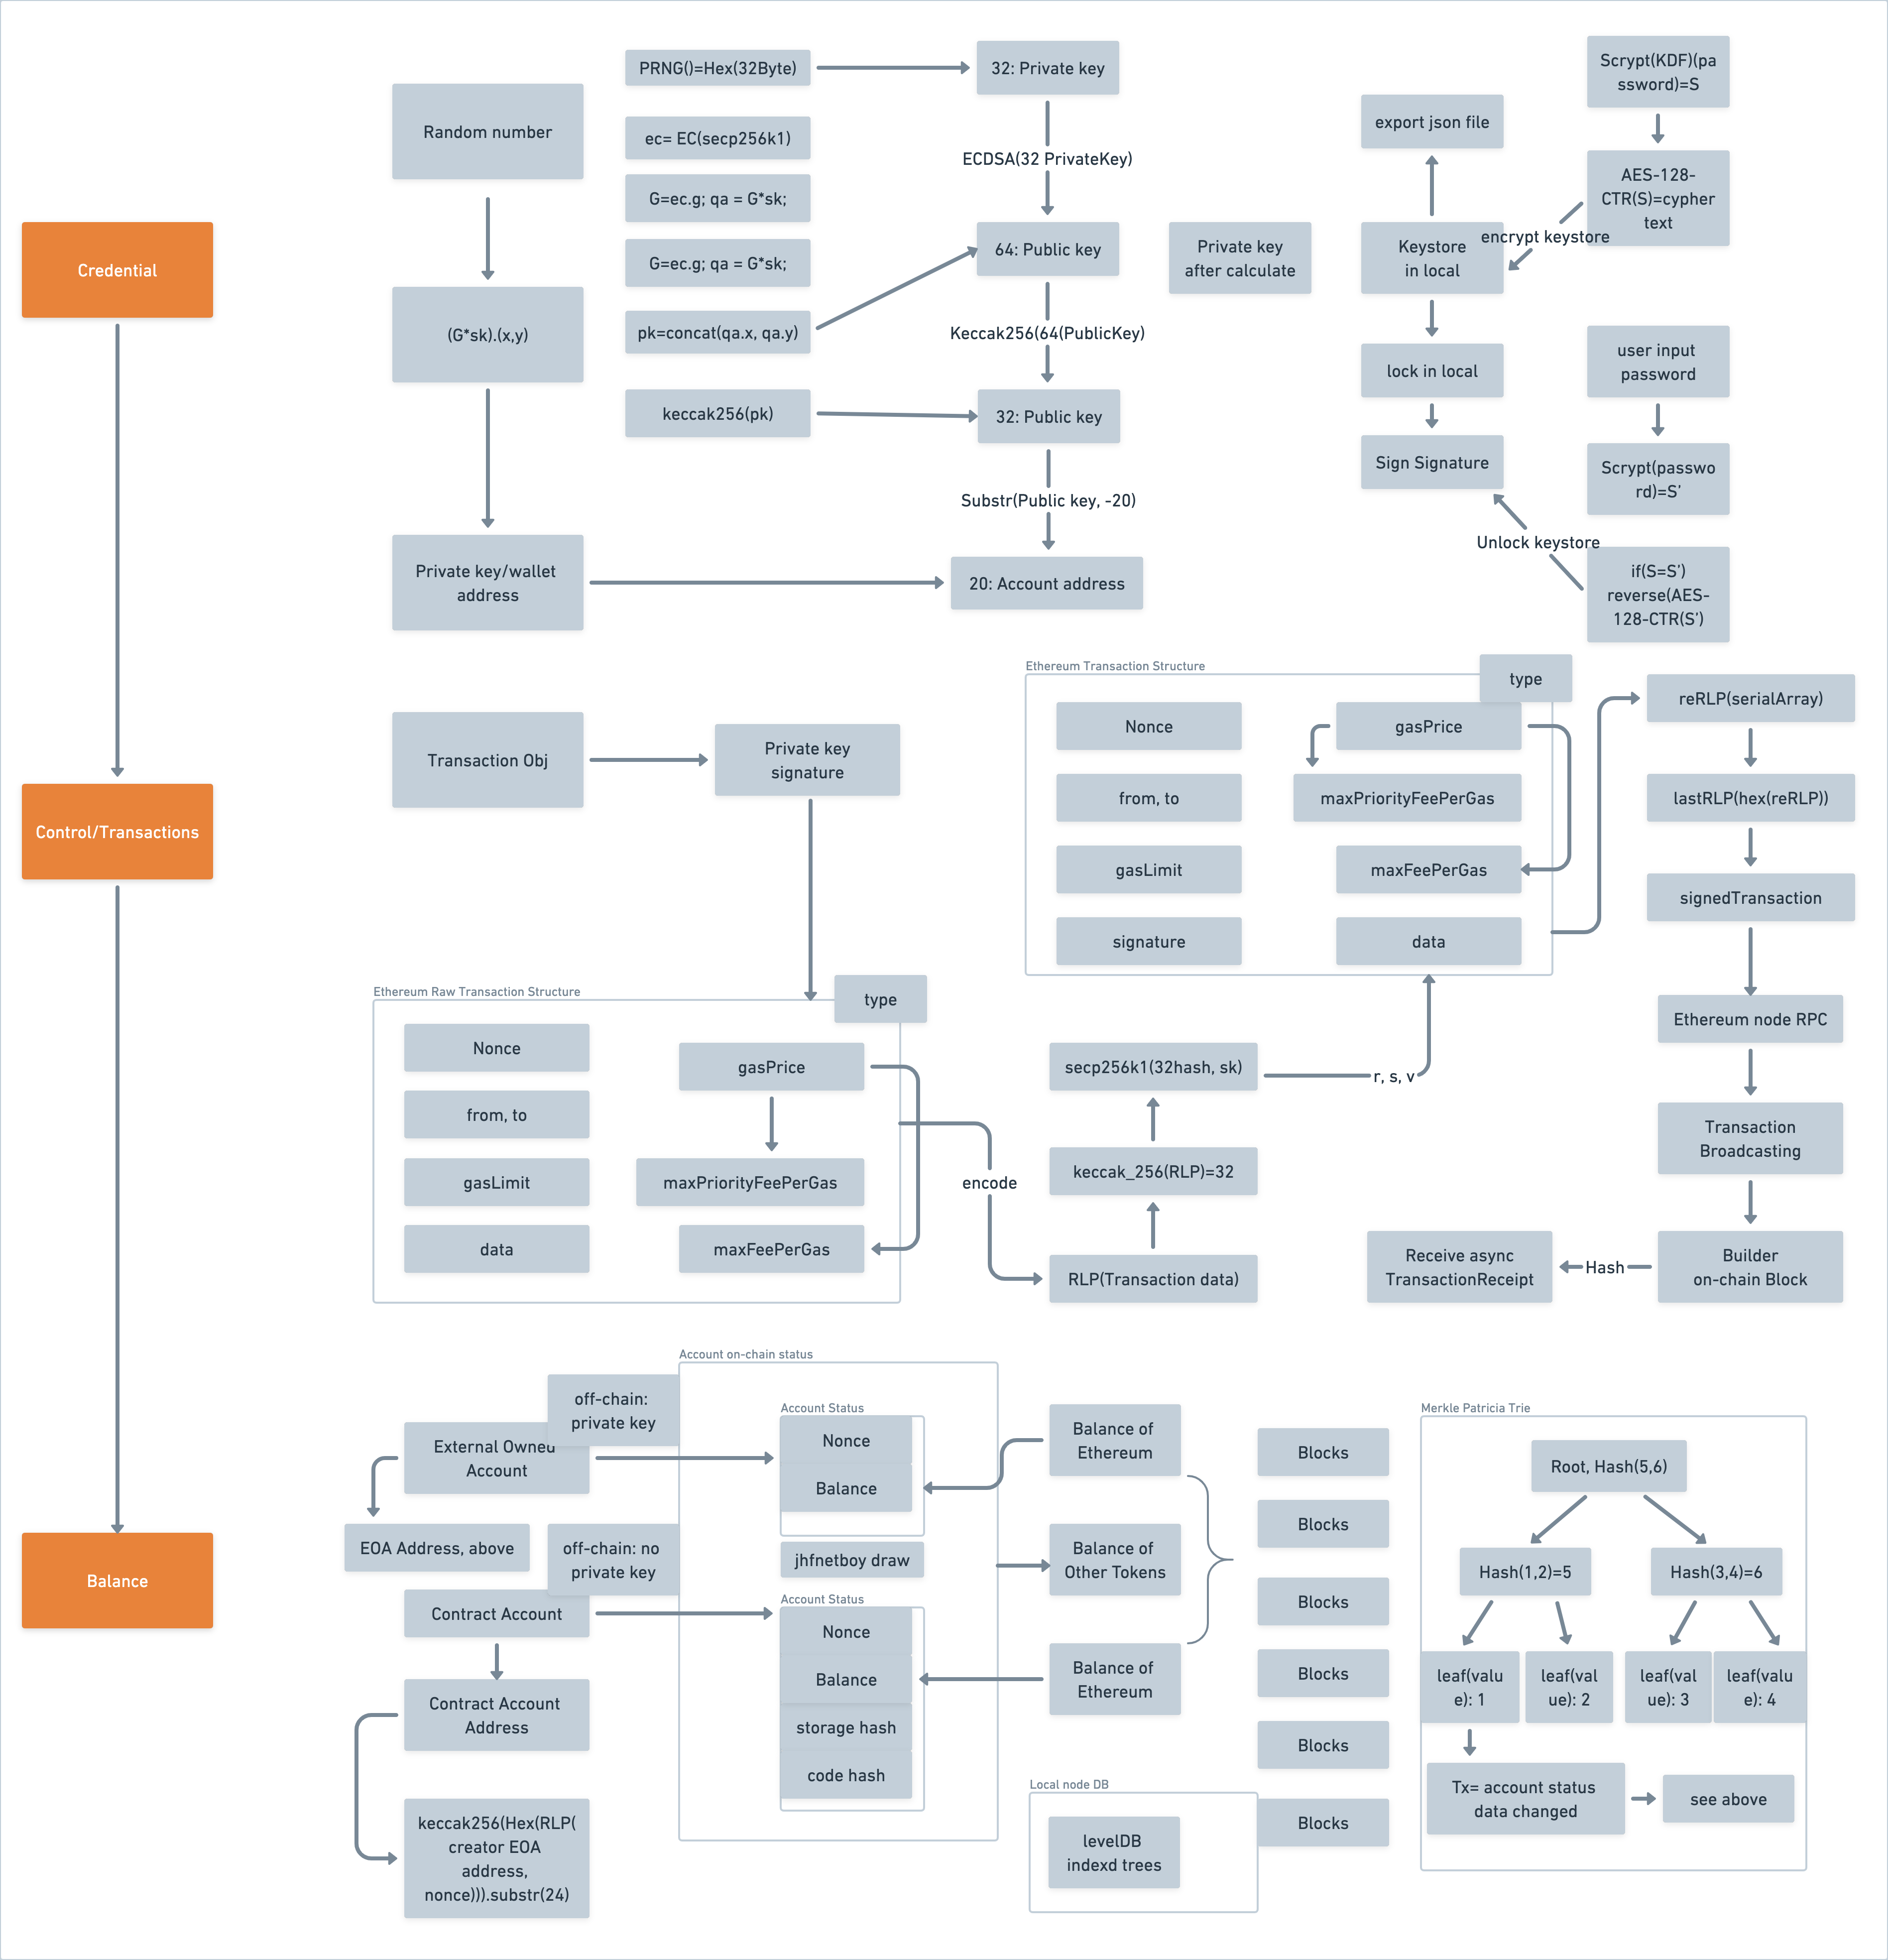 Credential
Control/Transactions
Balance
Random number
(G*sk).(x,y)
Private key/wallet
address
PRNG()=Hex(32Byte)
ec= EC(secp256k1)
G=ec.g; qa = G*sk;
G=ec.g; qa = G*sk;
pk=concat(qa.x, qa.y)
keccak256(pk)
32: Private key
ECDSA(32 PrivateKey)
64: Public key
Keccak256(64(PublicKey)
32: Public key
Substr(Public key, -20)
20: Account address
Private key
after calculate
export json file
Keystore
in local
lock in local
Sign Signature
Scrypt(KDF)(pa
ssword)=S
AES-128-
CTR(S)=cypher
text
encrypt keystore
user input
password
Scrypt(passwo
rd)=S’
Unlock keystore
if(S=S’)
reverse(AES-
128-CTR(S’)
Transaction Obj
Private key
signature
Ethereum Raw Transaction Structure
type
Nonce
from, to
gasLimit
data
gasPrice
maxPriorityFeePerGas
maxFeePerGas
encode
RLP(Transaction data)
keccak_256(RLP)=32
secp256k1(32hash, sk)
r, s, v
Ethereum Transaction Structure
type
Nonce
from, to
gasLimit
signature
gasPrice
maxPriorityFeePerGas
maxFeePerGas
data
reRLP(serialArray)
lastRLP(hex(reRLP))
signedTransaction
Ethereum node RPC
Transaction
Broadcasting
Builder
on-chain Block
Hash
Receive async
TransactionReceipt
off-chain:
private key
External Owned
Account
EOA Address, above
off-chain: no
private key
Contract Account
Contract Account
Address
keccak256(Hex(RLP(
creator EOA
address,
nonce))).substr(24)
Account on-chain status
Account Status
Nonce
Balance
jhfnetboy draw
Account Status
Nonce
Balance
storage hash
code hash
Balance of
Ethereum
Balance of
Other Tokens
Balance of
Ethereum
Local node DB
levelDB
indexd trees
Blocks
Blocks
Blocks
Blocks
Blocks
Blocks
Merkle Patricia Trie
Root, Hash(5,6)
Hash(1,2)=5
Hash(3,4)=6
leaf(valu
e): 1
leaf(val
ue): 2
leaf(val
ue): 3
leaf(valu
e): 4
Tx= account status
data changed
see above